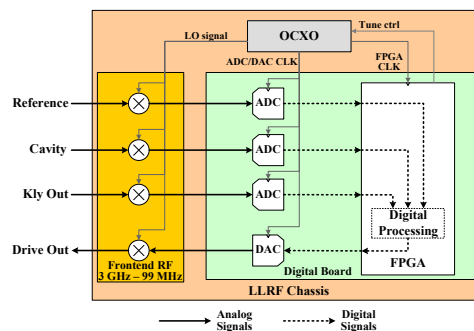 OCXO
Tune ctrl
LO signal
ADC/DAC CLK
FPGA
CLK
Reference
ADC
Cavity
ADC
Kly Out
ADC
Digital
Processing
Drive Out
DAC
FPGA
Frontend RF
3 GHz – 99 MHz
Digital Board
LLRF Chassis
Analog
Signals
Digital
Signals